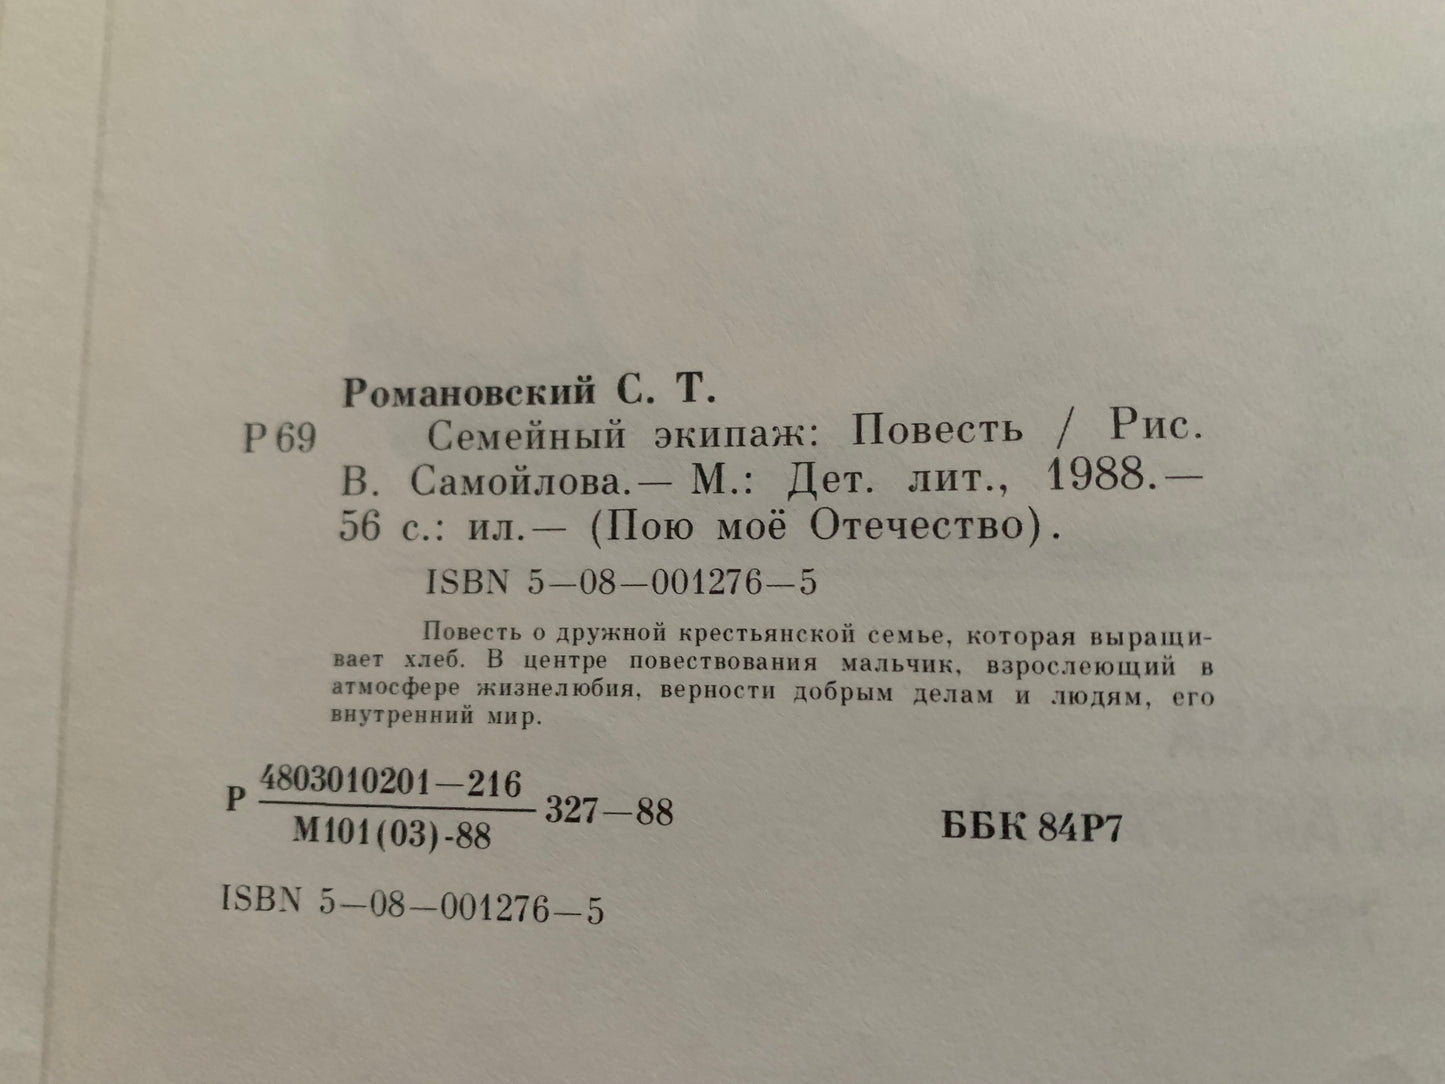 Романовский С. Т.
Р 69 Семейный экипаж: Повесть / Рис.
В. Самойлова.— М.: Дет. лит., 1988.—
56 с.: ил.— (Пою моё Отечество).
ISBN 5—08—001276—5
Повесть о дружной крестьянской семье, которая выращи-
вает хлеб. В центре повествования мальчик, взрослеющий в
атмосфере жизнелюбия, верности добрым делам и людям, его
внутренний мир.
Р 4803010201—216
М101(03)-88
327—88
ББК 84Р7
ISBN 5—08—001276—5